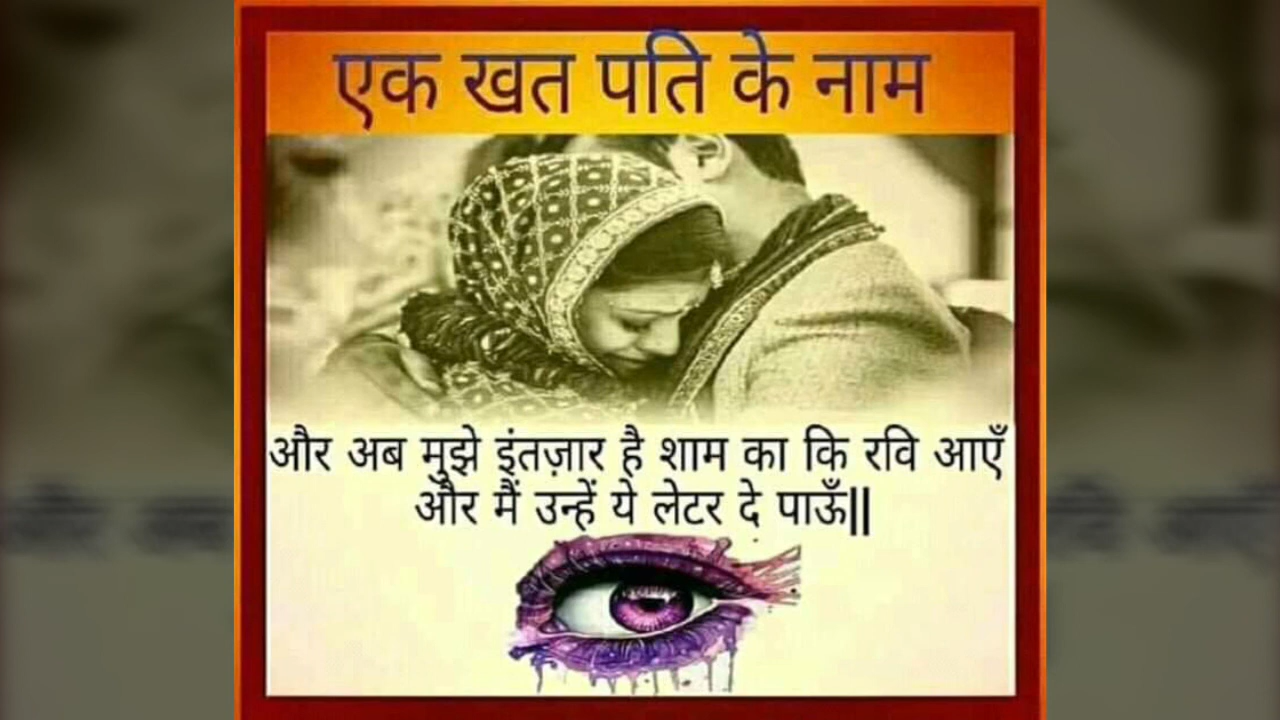 एक खत पति के नाम
और अब मुझे इंतज़ार है शाम का कि रवि आएँ
और मैं उन्हें ये लेटर दे पाऊँ||